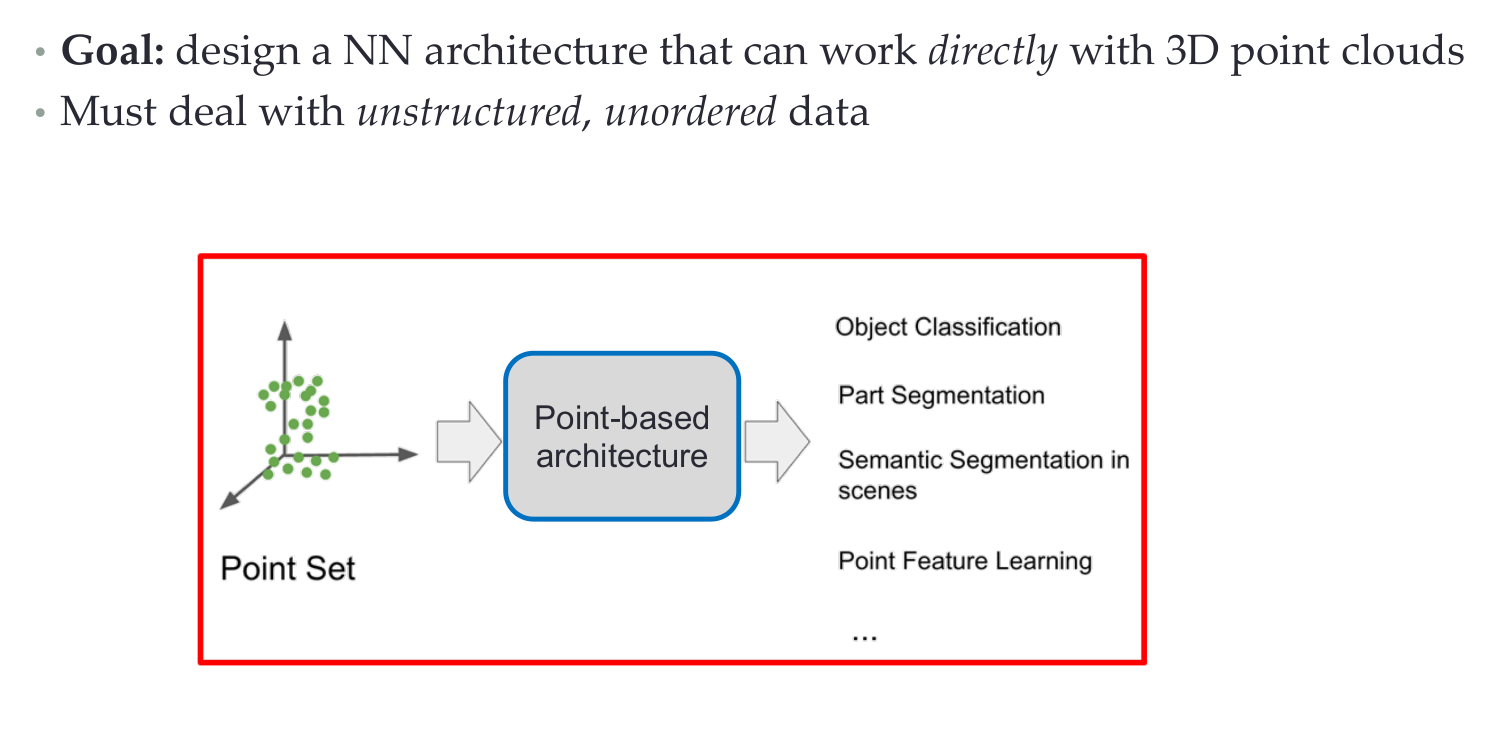 • Goal: design a NN architecture that can work directly with 3D point clouds
• Must deal with unstructured, unordered data
Point Set
Point-based
architecture
Object Classification
Part Segmentation
Semantic Segmentation in
scenes
Point Feature Learning
...